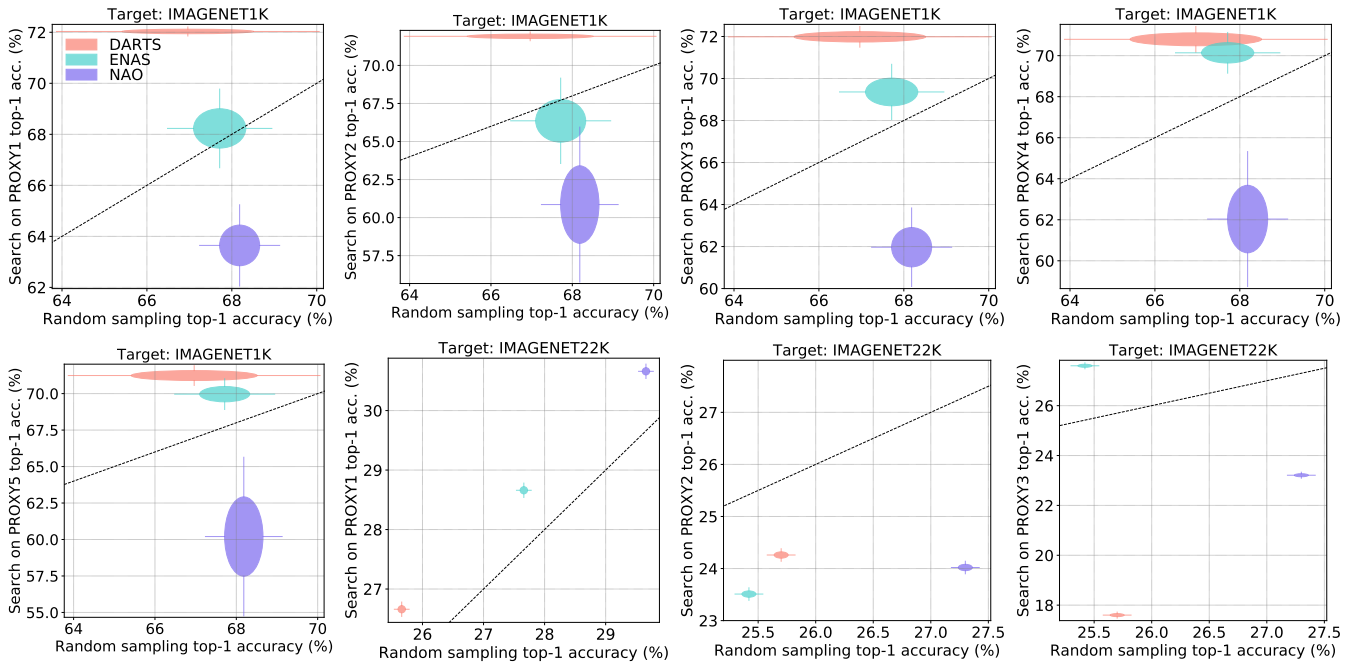 Target: IMAGENET1K
Search on PROXY1 top-1 acc. (%)
72
70
68
66
64
62
DARTS
ENAS
NAO
64 66 68 70
Random sampling top-1 accuracy (%)
Target: IMAGENET1K
Search on PROXY2 top-1 acc. (%)
70.0
67.5
65.0
62.5
60.0
57.5
64 66 68 70
Random sampling top-1 accuracy (%)
Target: IMAGENET1K
Search on PROXY3 top-1 acc. (%)
72
70
68
66
64
62
60
64 66 68 70
Random sampling top-1 accuracy (%)
Target: IMAGENET1K
Search on PROXY4 top-1 acc. (%)
70
68
66
64
62
60
64 66 68 70
Random sampling top-1 accuracy (%)
Target: IMAGENET1K
Search on PROXY5 top-1 acc. (%)
70.0
67.5
65.0
62.5
60.0
57.5
55.0
64 66 68 70
Random sampling top-1 accuracy (%)
Target: IMAGENET22K
Search on PROXY1 top-1 acc. (%)
30
29
28
27
26 27 28 29
Random sampling top-1 accuracy (%)
Target: IMAGENET22K
Search on PROXY2 top-1 acc. (%)
27
26
25
24
23
25.5 26.0 26.5 27.0 27.5
Random sampling top-1 accuracy (%)
Target: IMAGENET22K
Search on PROXY3 top-1 acc. (%)
26
24
22
20
18
25.5 26.0 26.5 27.0 27.5
Random sampling top-1 accuracy (%)